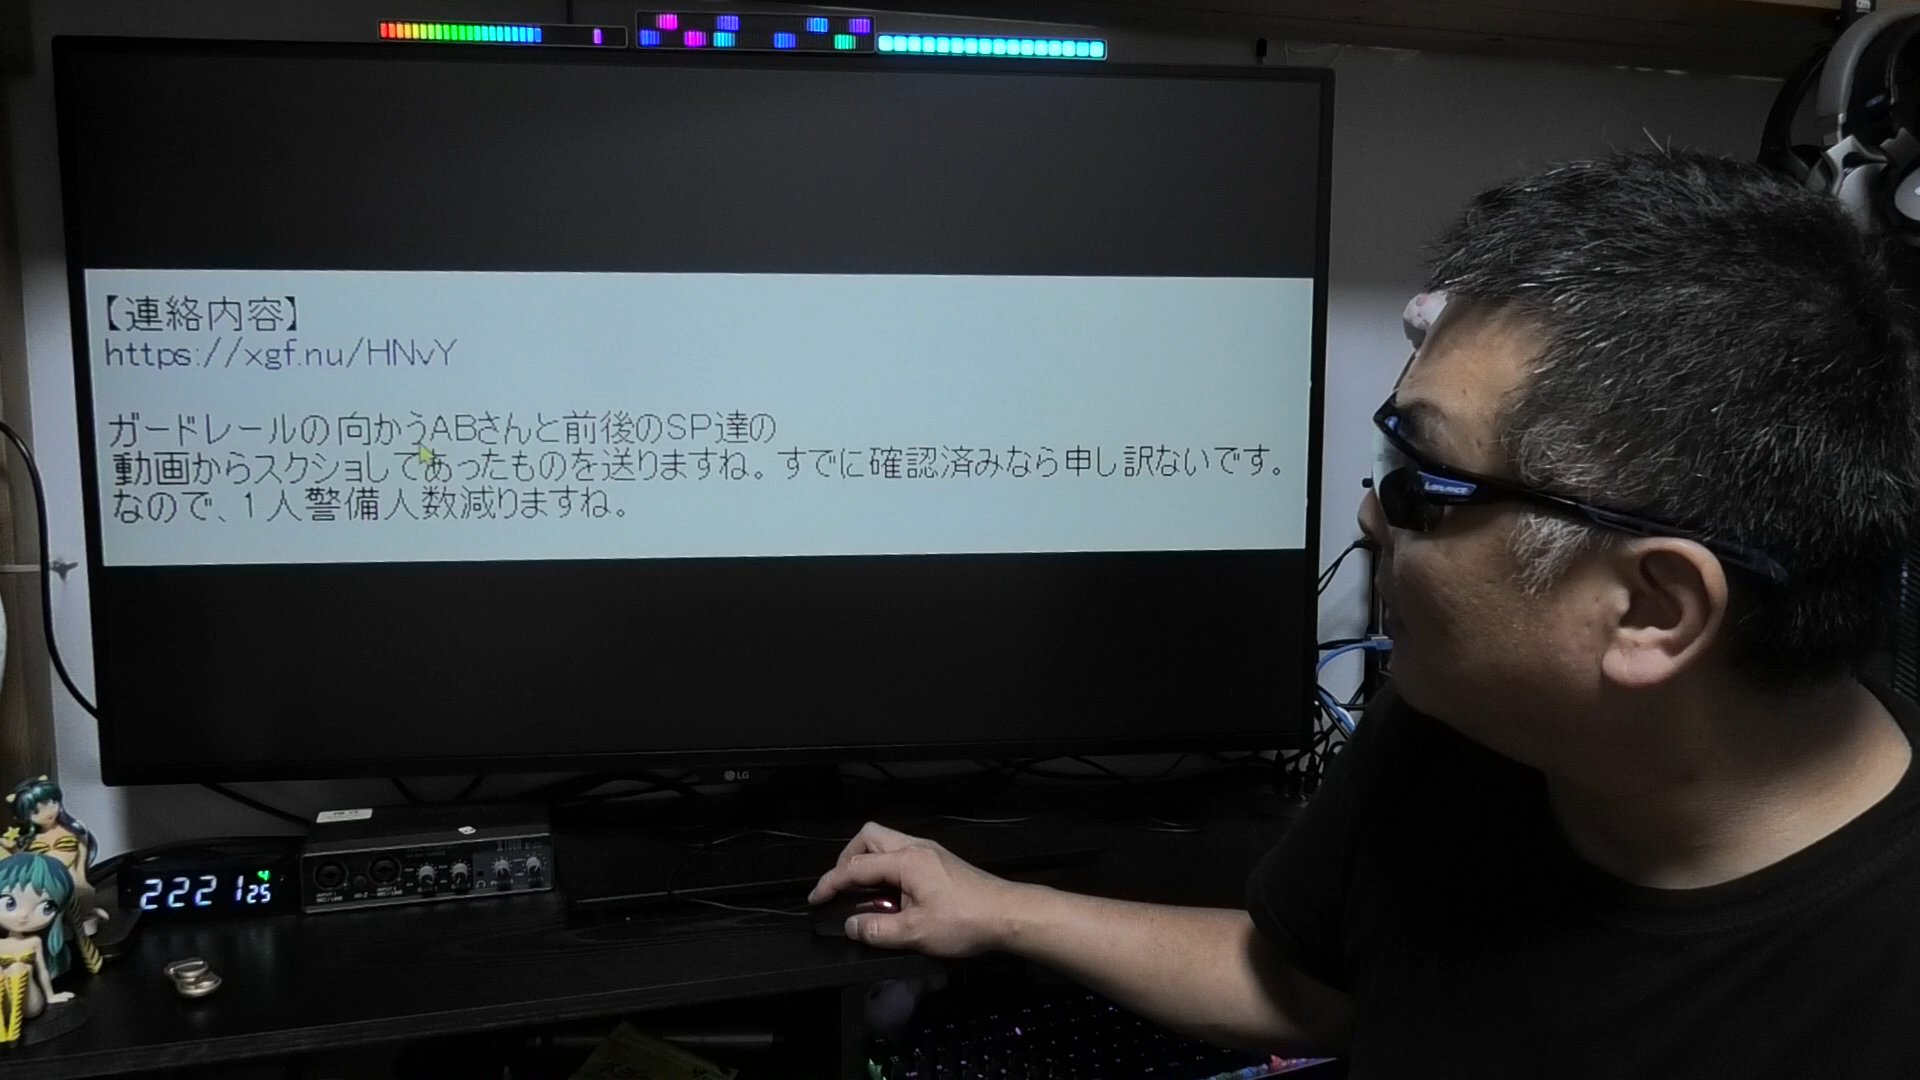 【連絡内容】
https://xgf.nu/HNvY
ガードレールの向かうABさんと前後のSP達の
動画からスクショしてあったものを送りますね。すでに確認済みなら申し訳ないです。
なので、1人警備人数減りますね。
LG
22 21 25
4